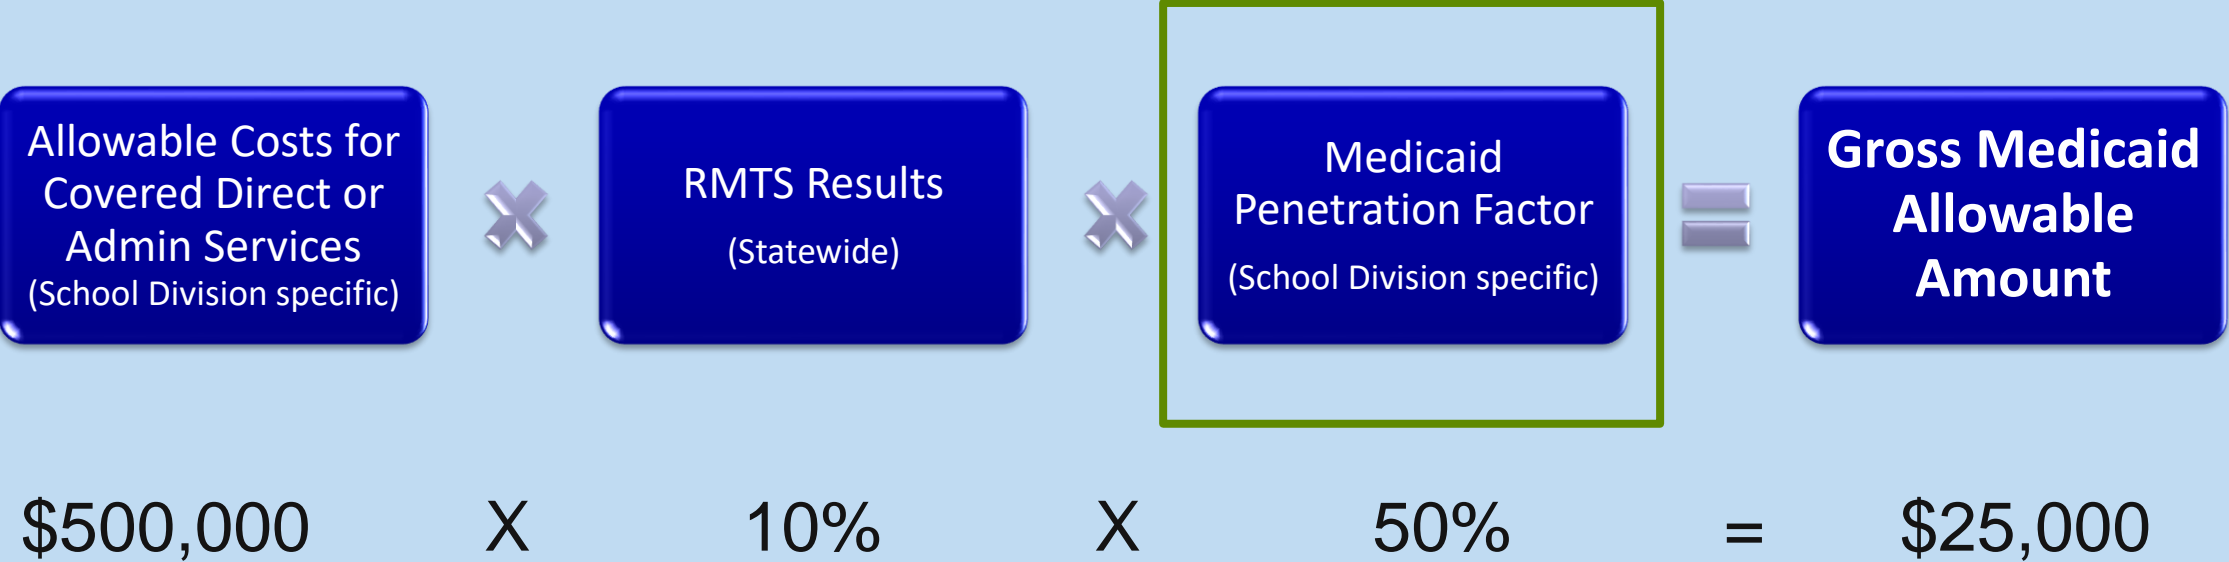 Allowable Costs for
Covered Direct or
Admin Services
(School Division specific)
RMTS Results
(Statewide)
Medicaid
Penetration Factor
(School Division specific)
Gross Medicaid
Allowable
Amount
$500,000 X 10% X 50% = $25,000